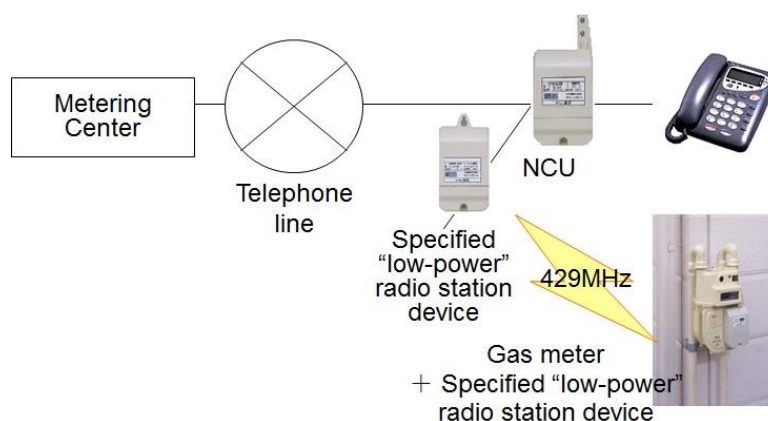 Metering
Center
Telephone
line
NCU
Specified
“low-power”
radio station
device
429MHz
Gas meter
＋ Specified “low-power”
radio station device